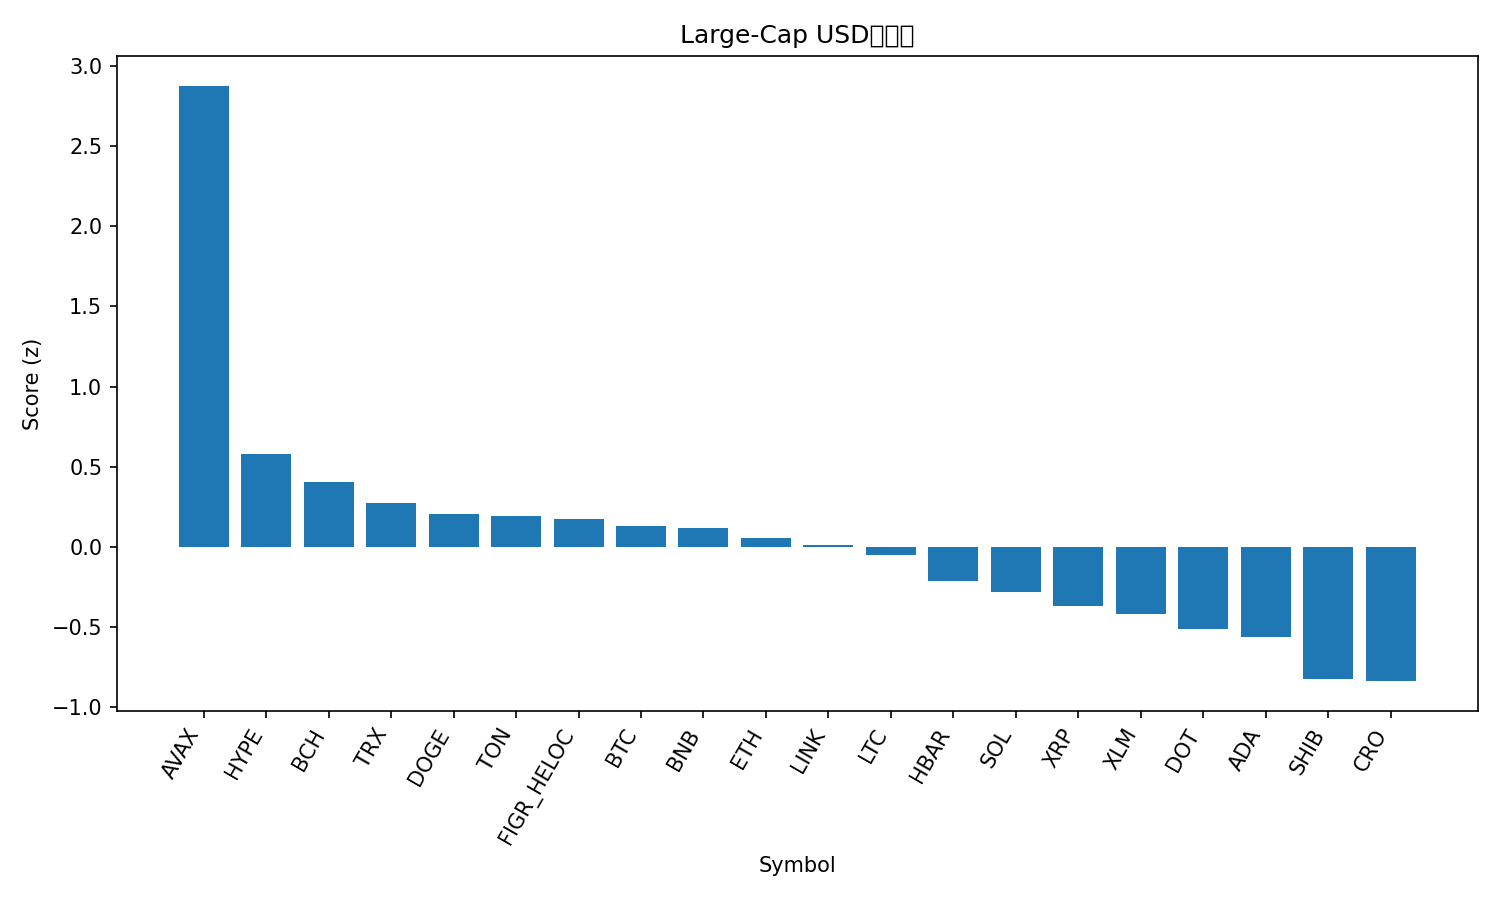 Large-Cap USD
3.0
2.5
2.0
1.5
1.0
0.5
0.0
−0.5
−1.0
Score (z)
AVAX
HYPE
BCH
TRX
DOGE
TON
FIGR_HELOC
BTC
BNB
ETH
LINK
LTC
HBAR
SOL
XRP
XLM
DOT
ADA
SHIB
CRO
Symbol